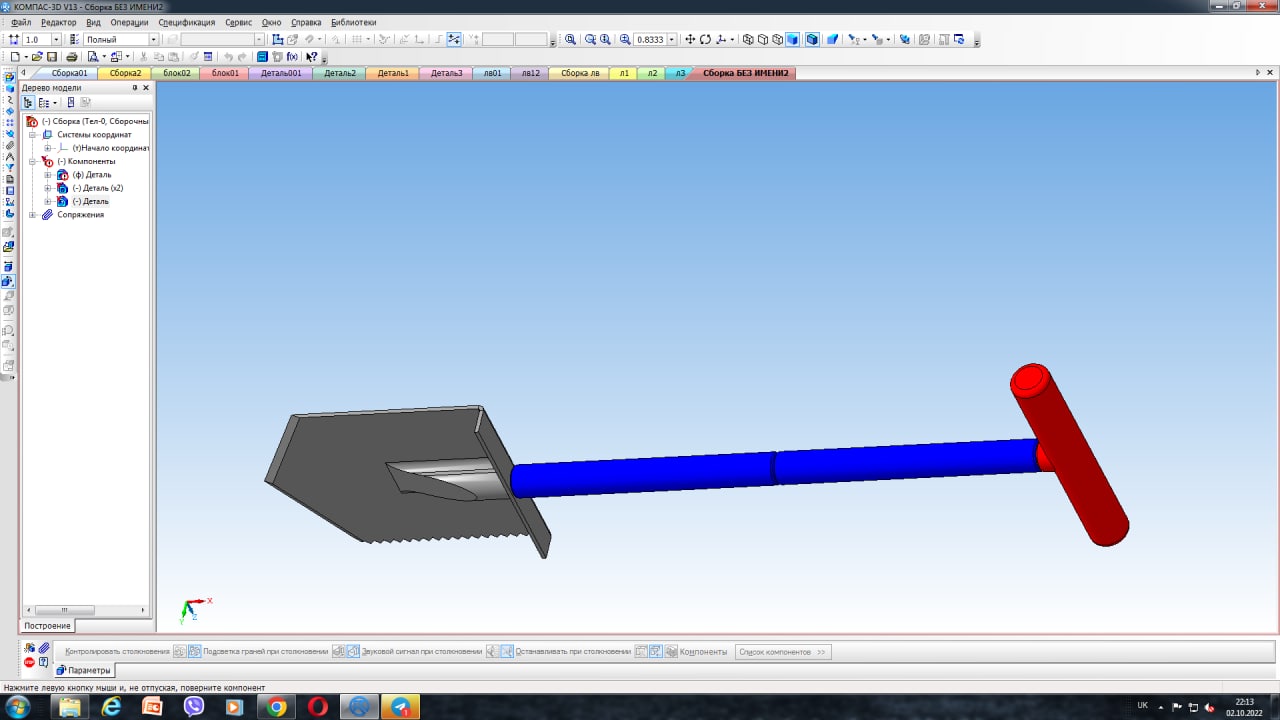 КОМПАС-3D V13 - Сборка БЕЗ ИМЕНИ2
Файл Редактор Вид Операции Спецификация Сервис Окно Справка Библиотеки
1.0 Полный 0.8333
f(x)
Сборка01 Сборка2 блок02 блок01 Деталь001 Деталь2 Деталь1 Деталь3 лв01 лв12 Сборка лв л1 л2 л3 Сборка БЕЗ ИМЕНИ2
Дерево модели
(-) Сборка (Тел-0, Сборочны
Системы координат
(т)Начало координат
(-) Компоненты
(ф) Деталь
(-) Деталь (x2)
(-) Деталь
Сопряжения
X
Y
Z
Построение
Контролировать столкновения Подсветка граней при столкновении Звуковой сигнал при столкновении Останавливать при столкновении Компоненты Список компонентов >>
STOP
Параметры
Нажмите левую кнопку мыши и, не отпуская, поверните компонент
UK 22:13
02.10.2022